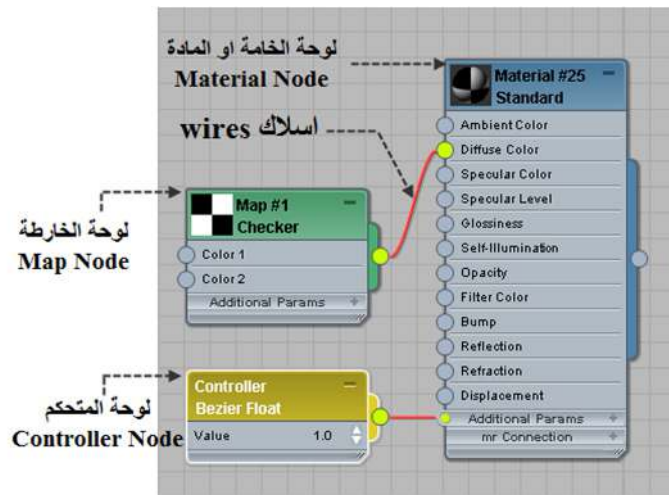 لوحة الخامة او المادة
Material Node
Material #25
Standard
اسلاك wires
Ambient Color
Diffuse Color
Specular Color
Specular Level
Glossiness
Self-Illumination
Opacity
Filter Color
Bump
Reflection
Refraction
Displacement
Additional Params
mr Connection
لوحة الخارطة
Map Node
Map #1
Checker
Color 1
Color 2
Additional Params
لوحة المتحكم
Controller Node
Controller
Bezier Float
Value 1.0